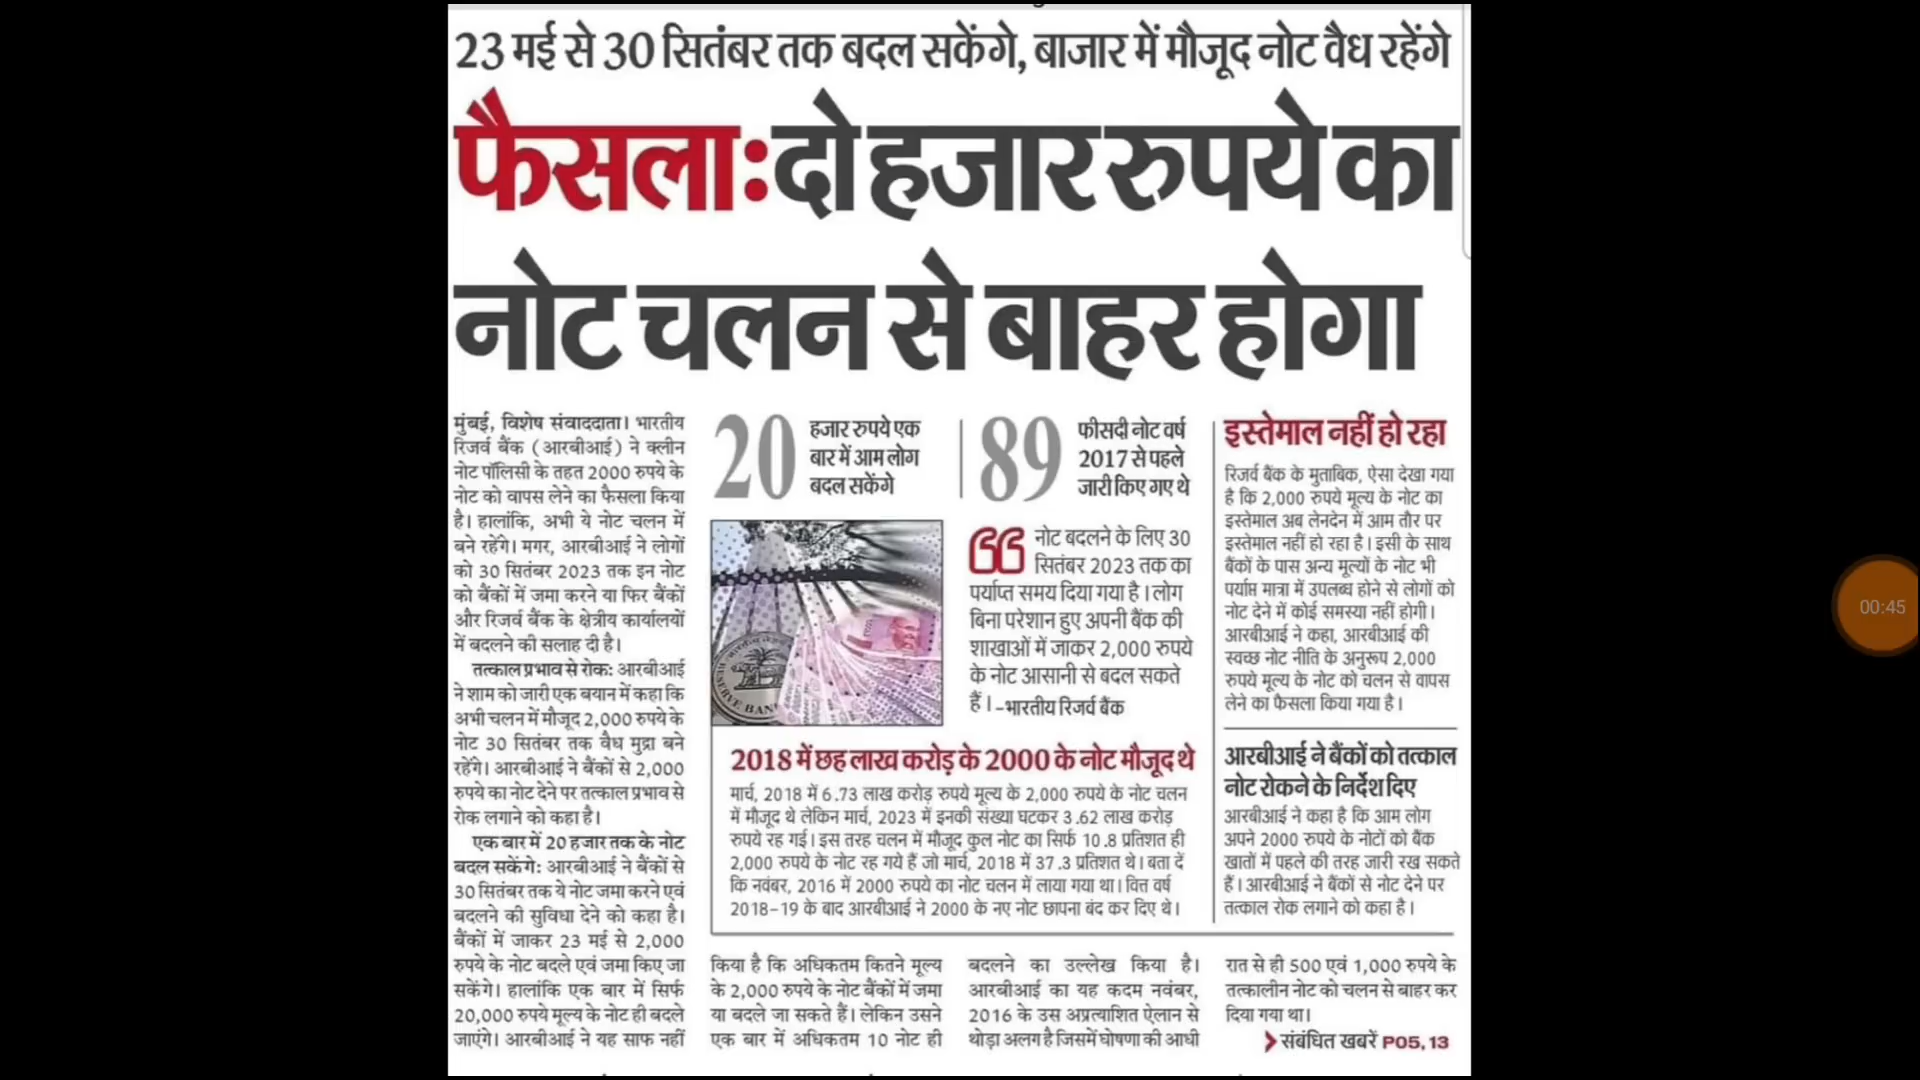 23 मई से 30 सितंबर तक बदल सकेंगे, बाजार में मौजूद नोट वैध रहेंगे
फैसला: दो हजार रुपये का
नोट चलन से बाहर होगा
मुंबई, विशेष संवाददाता। भारतीय
रिजर्व बैंक (आरबीआई) ने क्लीन
नोट पॉलिसी के तहत 2000 रुपये के
नोट को वापस लेने का फैसला किया
है। हालांकि, अभी ये नोट चलन में
बने रहेंगे। मगर, आरबीआई ने लोगों
को 30 सितंबर 2023 तक इन नोट
को बैंकों में जमा करने या फिर बैंकों
और रिजर्व बैंक के क्षेत्रीय कार्यालयों
में बदलने की सलाह दी है।
तत्काल प्रभाव से रोक: आरबीआई
ने शाम को जारी एक बयान में कहा कि
अभी चलन में मौजूद 2,000 रुपये के
नोट 30 सितंबर तक वैध मुद्रा बने
रहेंगे। आरबीआई ने बैंकों से 2,000
रुपये का नोट देने पर तत्काल प्रभाव से
रोक लगाने को कहा है।
एक बार में 20 हजार तक के नोट
बदल सकेंगे: आरबीआई ने बैंकों से
30 सितंबर तक ये नोट जमा करने एवं
बदलने की सुविधा देने को कहा है।
बैंकों में जाकर 23 मई से 2,000
रुपये के नोट बदले एवं जमा किए जा
सकेंगे। हालांकि एक बार में सिर्फ
20,000 रुपये मूल्य के नोट ही बदले
जाएंगे। आरबीआई ने यह साफ नहीं
20
हजार रुपये एक
बार में आम लोग
बदल सकेंगे
89
फीसदी नोट वर्ष
2017 से पहले
जारी किए गए थे
RESERVE BANK
नोट बदलने के लिए 30
सितंबर 2023 तक का
पर्याप्त समय दिया गया है। लोग
बिना परेशान हुए अपनी बैंक की
शाखाओं में जाकर 2,000 रुपये
के नोट आसानी से बदल सकते
हैं। -भारतीय रिजर्व बैंक
2018 में छह लाख करोड़ के 2000 के नोट मौजूद थे
मार्च, 2018 में 6.73 लाख करोड़ रुपये मूल्य के 2,000 रुपये के नोट चलन
में मौजूद थे लेकिन मार्च, 2023 में इनकी संख्या घटकर 3.62 लाख करोड़
रुपये रह गई। इस तरह चलन में मौजूद कुल नोट का सिर्फ 10.8 प्रतिशत ही
2,000 रुपये के नोट रह गये हैं जो मार्च, 2018 में 37.3 प्रतिशत थे। बता दें
कि नवंबर, 2016 में 2000 रुपये का नोट चलन में लाया गया था। वित्त वर्ष
2018-19 के बाद आरबीआई ने 2000 के नए नोट छापना बंद कर दिए थे।
किया है कि अधिकतम कितने मूल्य
के 2,000 रुपये के नोट बैंकों में जमा
या बदले जा सकते हैं। लेकिन उसने
एक बार में अधिकतम 10 नोट ही
बदलने का उल्लेख किया है।
आरबीआई का यह कदम नवंबर,
2016 के उस अप्रत्याशित ऐलान से
थोड़ा अलग है जिसमें घोषणा की आधी
इस्तेमाल नहीं हो रहा
रिजर्व बैंक के मुताबिक, ऐसा देखा गया
है कि 2,000 रुपये मूल्य के नोट का
इस्तेमाल अब लेनदेन में आम तौर पर
इस्तेमाल नहीं हो रहा है। इसी के साथ
बैंकों के पास अन्य मूल्यों के नोट भी
पर्याप्त मात्रा में उपलब्ध होने से लोगों को
नोट देने में कोई समस्या नहीं होगी।
आरबीआई ने कहा, आरबीआई की
स्वच्छ नोट नीति के अनुरूप 2,000
रुपये मूल्य के नोट को चलन से वापस
लेने का फैसला किया गया है।
आरबीआई ने बैंकों को तत्काल
नोट रोकने के निर्देश दिए
आरबीआई ने कहा है कि आम लोग
अपने 2000 रुपये के नोटों को बैंक
खातों में पहले की तरह जारी रख सकते
हैं। आरबीआई ने बैंकों से नोट देने पर
तत्काल रोक लगाने को कहा है।
रात से ही 500 एवं 1,000 रुपये के
तत्कालीन नोट को चलन से बाहर कर
दिया गया था।
संबंधित खबरें P05, 13
00:45